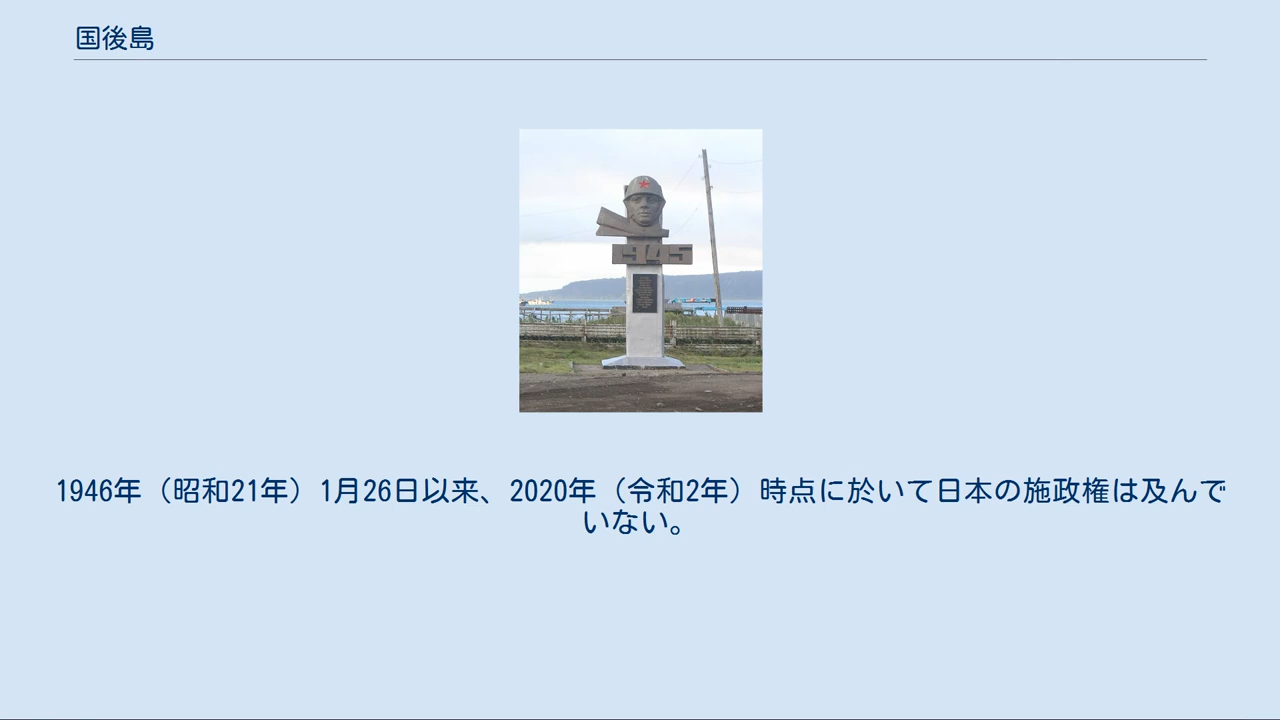 国後島
1945
1946年（昭和21年）1月26日以来、2020年（令和2年）時点に於いて日本の施政権は及んで
いない。